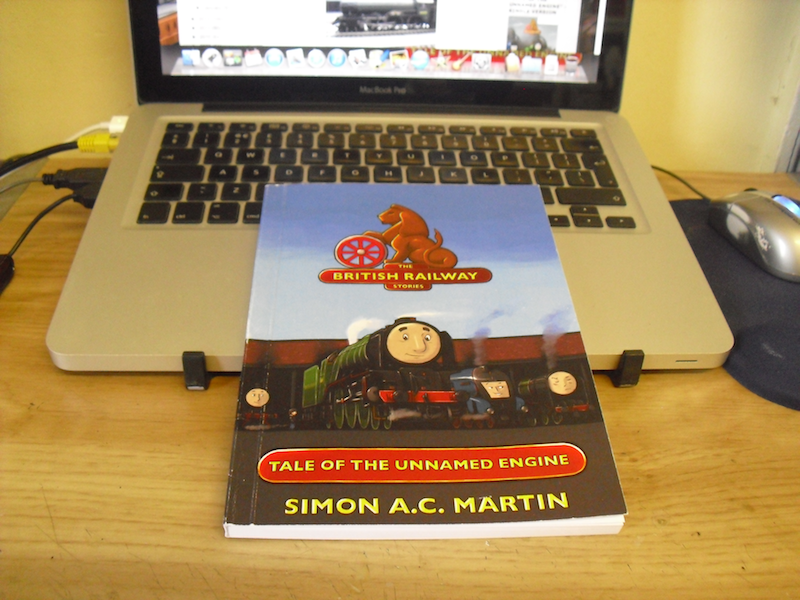 MacBook Pro
Q W E R T Y U I O P
A S D F G H J K L
THE
BRITISH RAILWAY
STORIES
TALE OF THE UNNAMED ENGINE
SIMON A.C. MARTIN